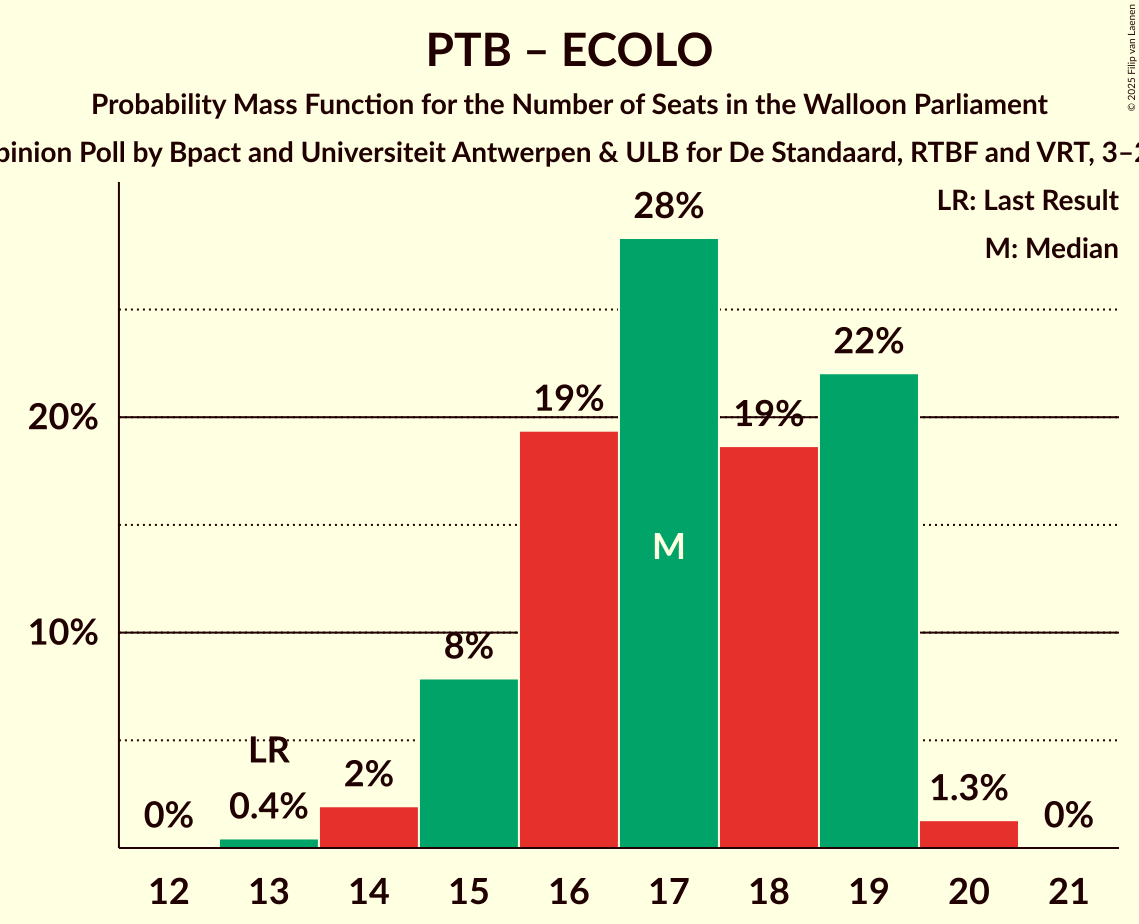 © 2025 Filip van Laenen
PTB – ECOLO
Probability Mass Function for the Number of Seats in the Walloon Parliament
Opinion Poll by Bpact and Universiteit Antwerpen & ULB for De Standaard, RTBF and VRT, 3–2
LR: Last Result
M: Median
28%
22%
19%
19%
20%
M
10%
8%
LR
2%
1.3%
0.4%
0%
0%
12 13 14 15 16 17 18 19 20 21